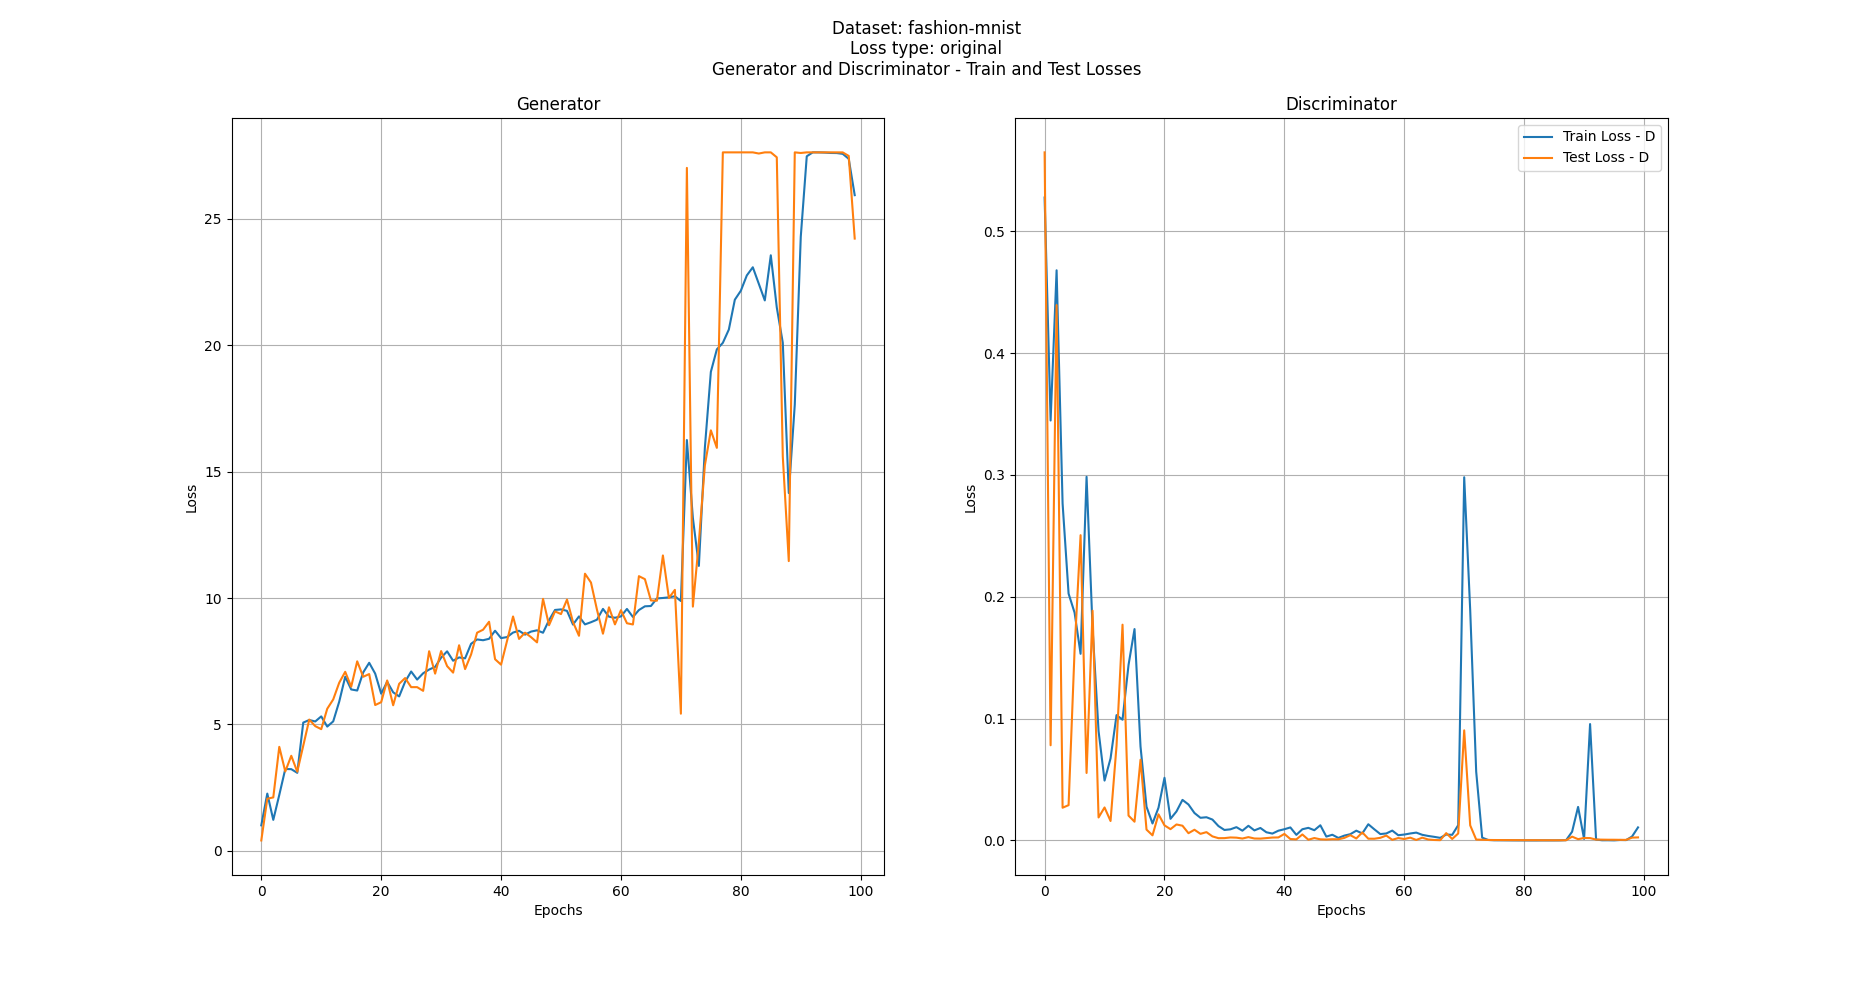 Dataset: fashion-mnist
Loss type: original
Generator and Discriminator - Train and Test Losses
Generator
Loss
25
20
15
10
5
0
0 20 40 60 80 100
Epochs
Discriminator
Train Loss - D
Test Loss - D
Loss
0.5
0.4
0.3
0.2
0.1
0.0
0 20 40 60 80 100
Epochs